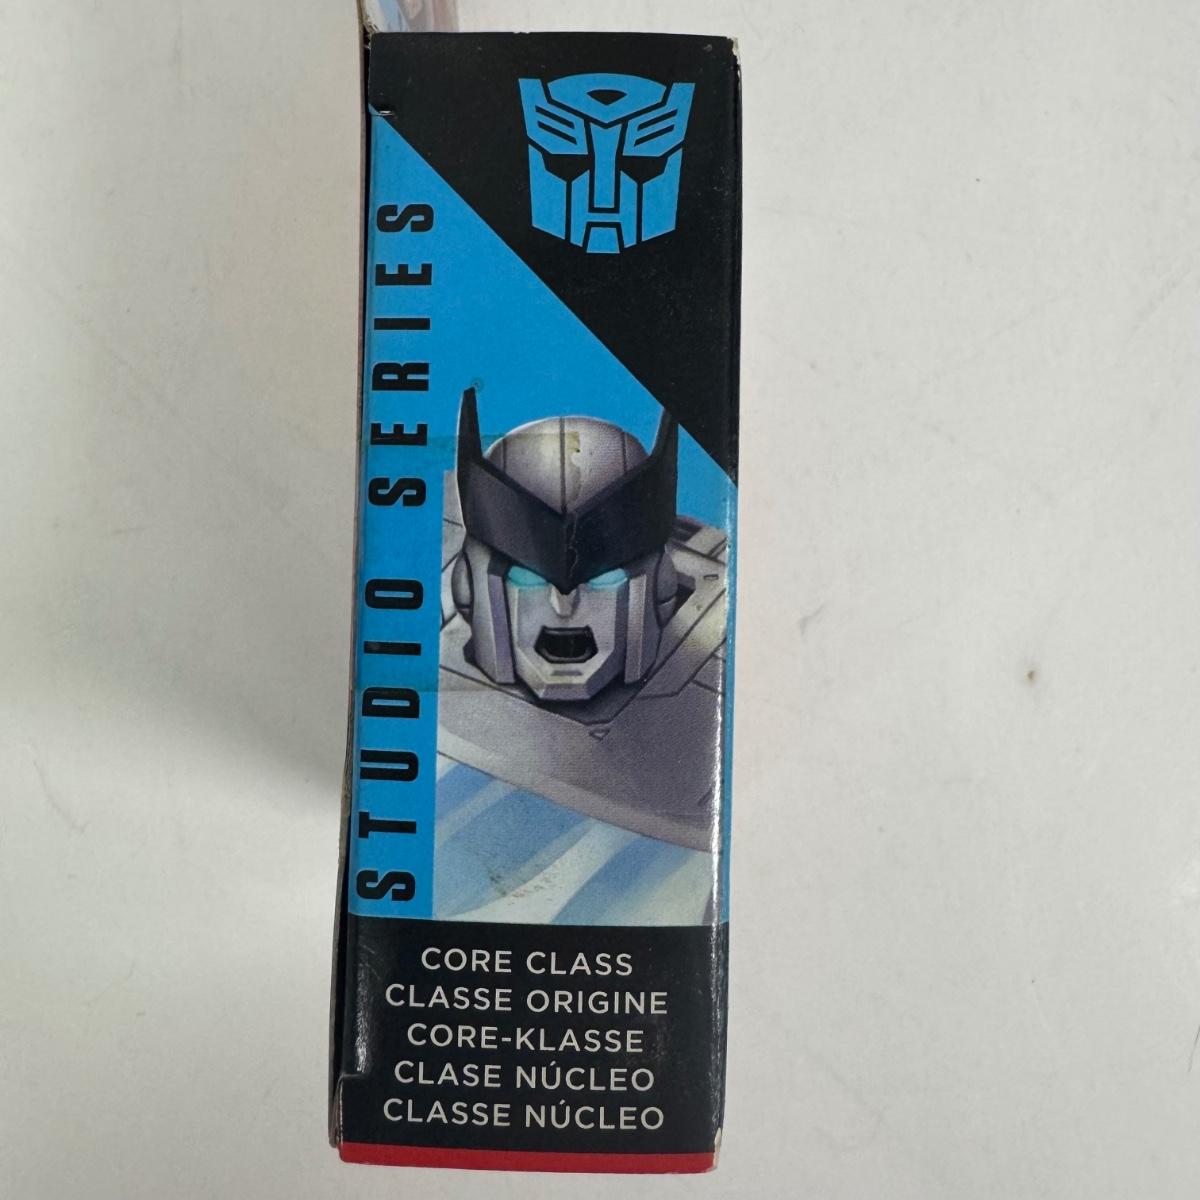 STUDIO SERIES
CORE CLASS
CLASSE ORIGINE
CORE-KLASSE
CLASE NÚCLEO
CLASSE NÚCLEO